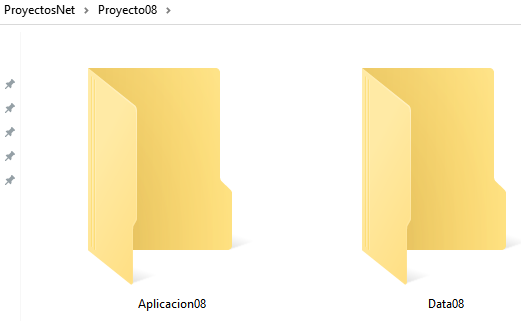 ProyectosNet > Proyecto08 >
Aplicacion08
Data08